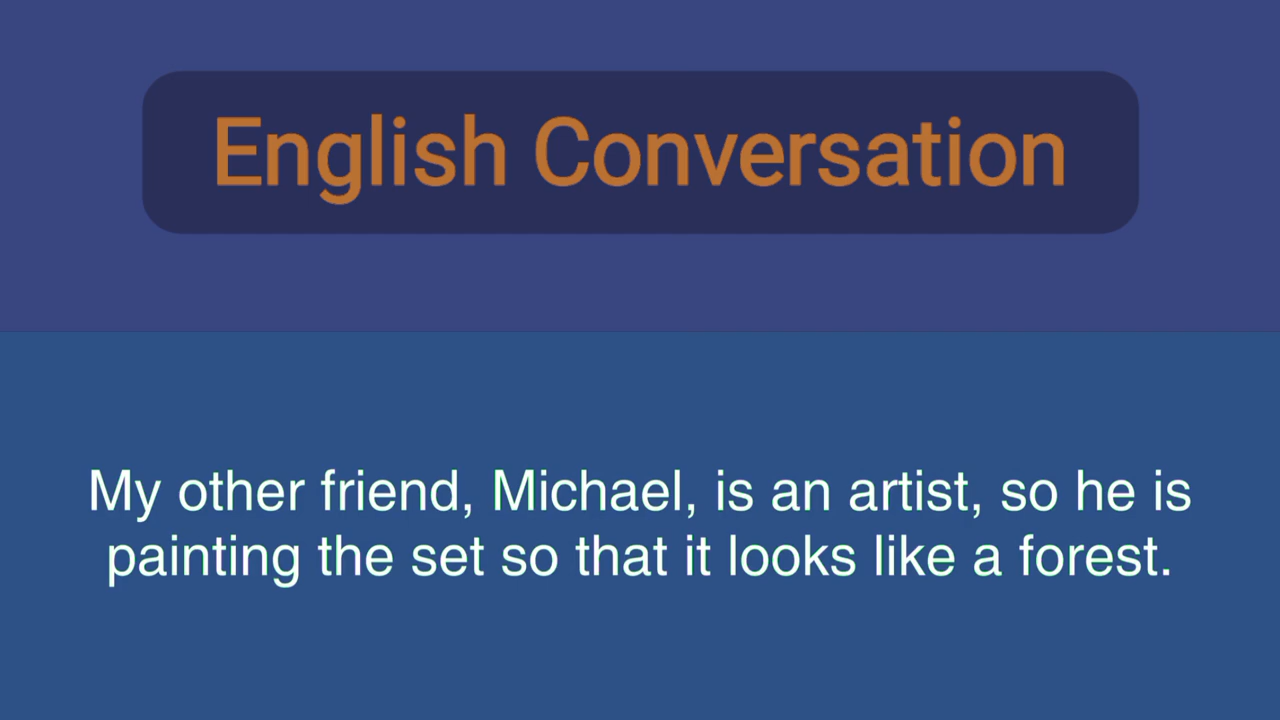 English Conversation
My other friend, Michael, is an artist, so he is
painting the set so that it looks like a forest.